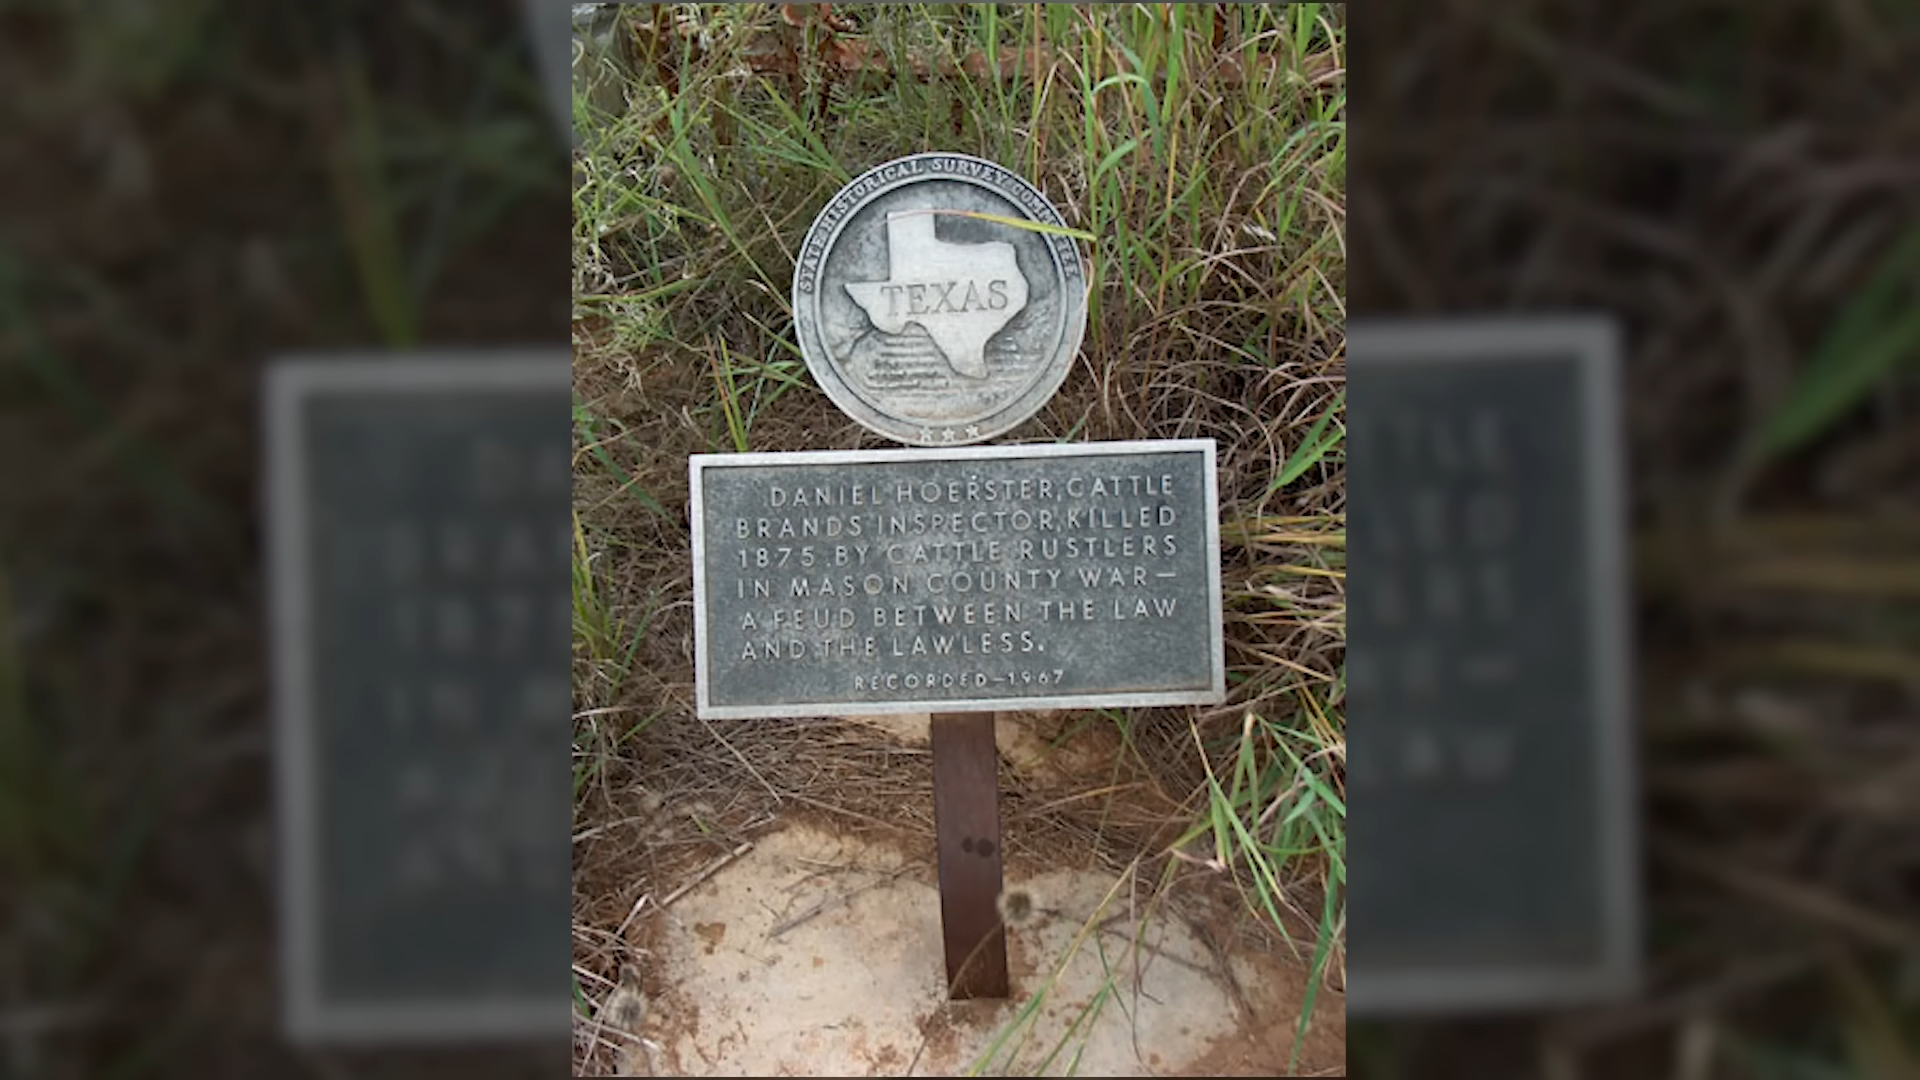 STATE HISTORICAL SURVEY COMMITTEE
TEXAS
DANIEL HOERSTER, CATTLE
BRANDS INSPECTOR, KILLED
1875 BY CATTLE RUSTLERS
IN MASON COUNTY WAR—
A FEUD BETWEEN THE LAW
AND THE LAWLESS.
RECORDED—1967